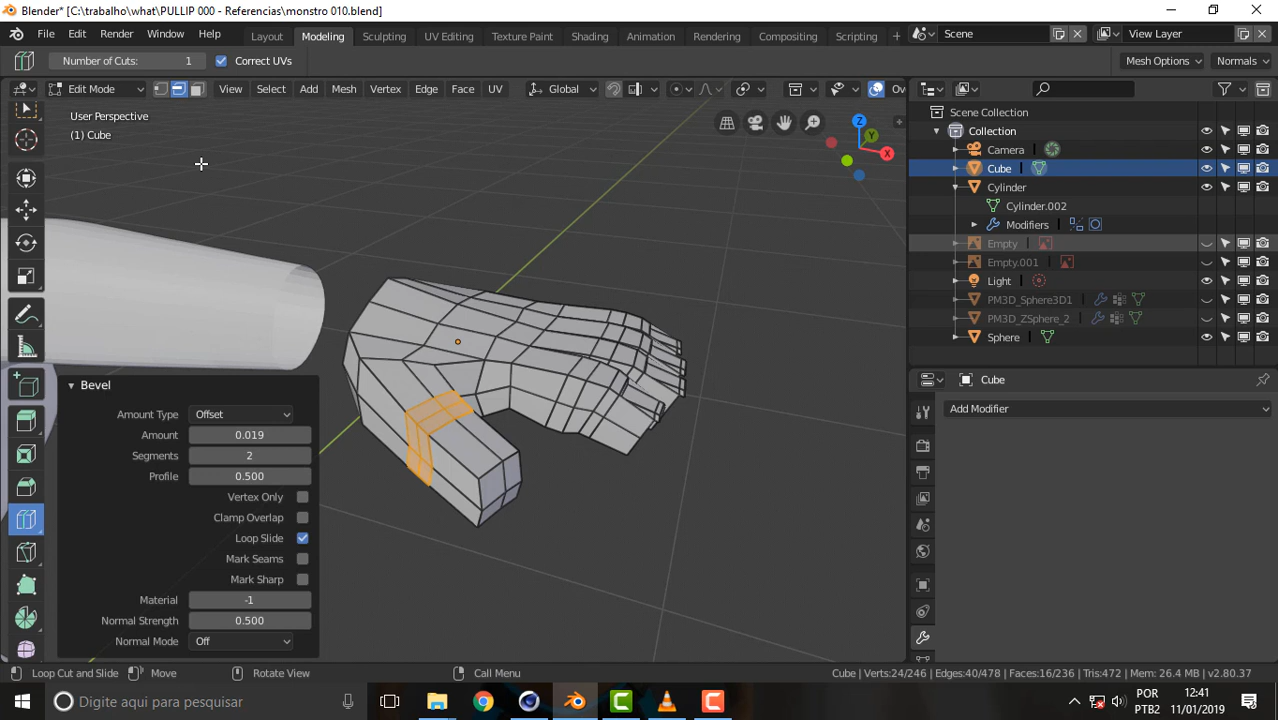 Blender* [C:\trabalho\what\PULLIP 000 - Referencias\monstro 010.blend]
File Edit Render Window Help Layout Modeling Sculpting UV Editing Texture Paint Shading Animation Rendering Compositing Scripting + Scene View Layer
Number of Cuts: 1 Correct UVs Mesh Options Normals
Edit Mode View Select Add Mesh Vertex Edge Face UV Global
User Perspective
(1) Cube
Z
Y
X
Scene Collection
Collection
Camera
Cube
Cylinder
Cylinder.002
Modifiers
Empty
Empty.001
Light
PM3D_Sphere3D1
PM3D_ZSphere_2
Sphere
Cube
Add Modifier
Bevel
Amount Type Offset
Amount 0.019
Segments 2
Profile 0.500
Vertex Only
Clamp Overlap
Loop Slide
Mark Seams
Mark Sharp
Material -1
Normal Strength 0.500
Normal Mode Off
Loop Cut and Slide Move Rotate View Call Menu Cube | Verts:24/246 | Edges:40/478 | Faces:16/236 | Tris:472 | Mem: 26.4 MB | v2.80.37
Digite aqui para pesquisar
POR
PTB2
12:41
11/01/2019